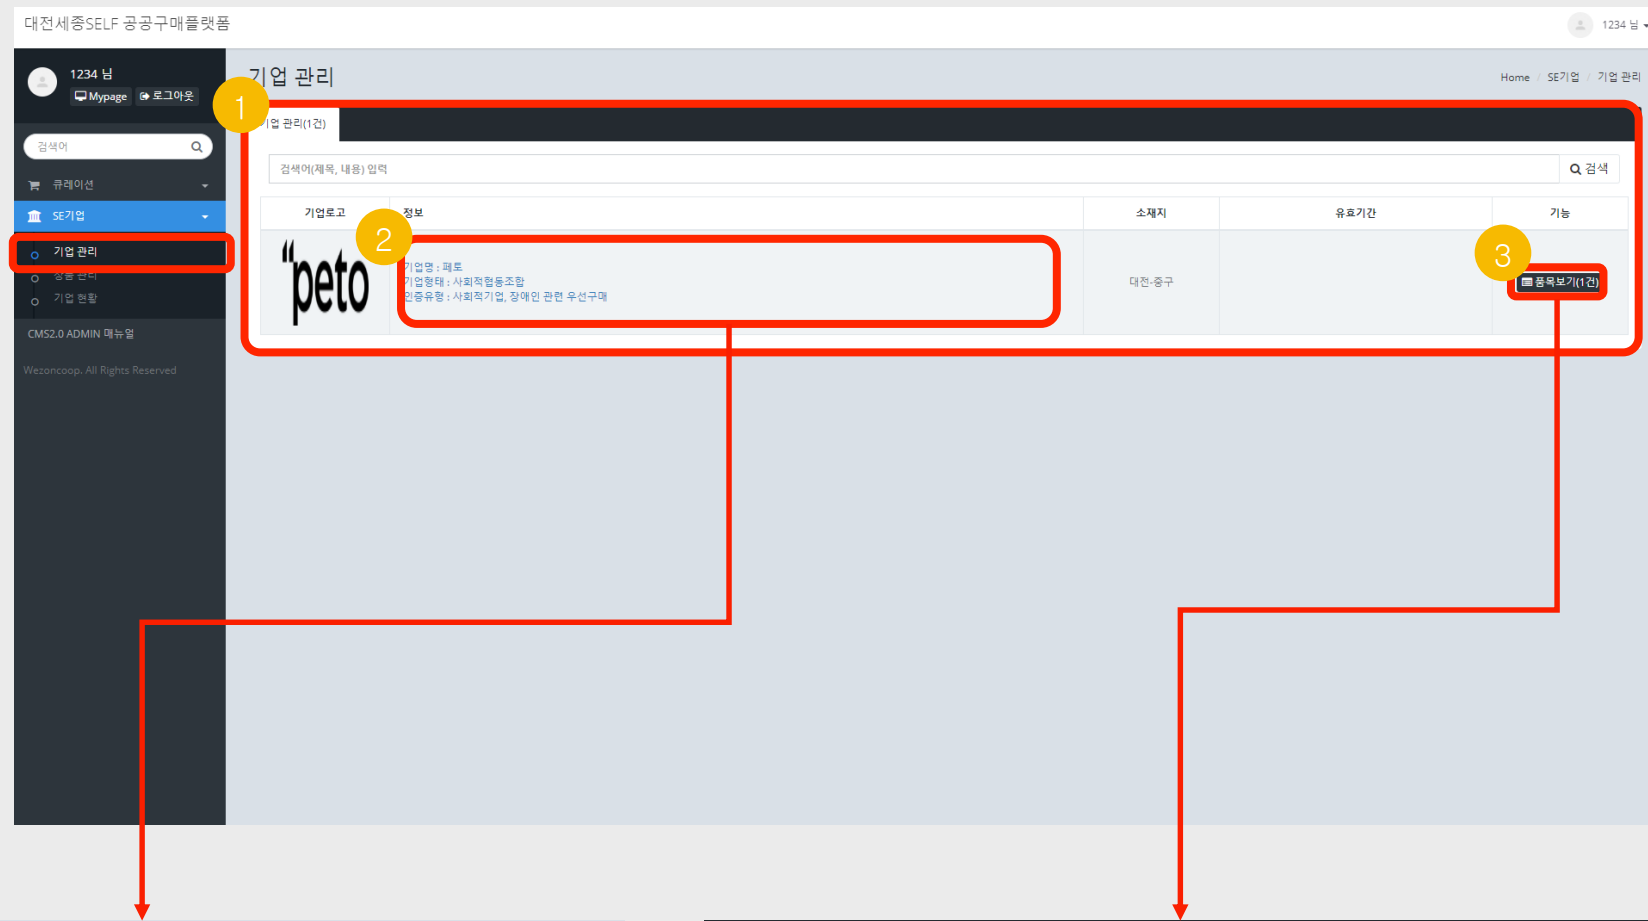 대전세종SELF 공공구매플랫폼
1234 님
1234 님
Mypage
로그아웃
검색어
큐레이션
SE기업
기업 관리
상품 관리
기업 현황
CMS2.0 ADMIN 매뉴얼
Wezoncoop. All Rights Reserved
기업 관리
Home / SE기업 / 기업 관리
1
기업 관리(1건)
검색어(제목, 내용) 입력
검색
기업로고 정보 소재지 유효기간 기능
2
3
“peto
기업명 : 페토
기업형태 : 사회적협동조합
인증유형 : 사회적기업, 장애인 관련 우선구매
대전-중구
품목보기(1건)